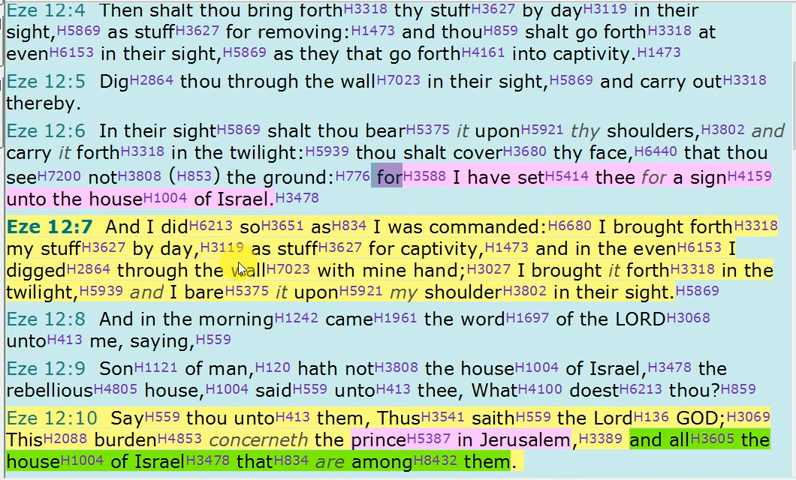 Eze 12:4 Then shalt thou bring forthH3318 thy stuffH3627 by dayH3119 in their
sight,H5869 as stuffH3627 for removing:H1473 and thouH859 shalt go forthH3318 at
evenH6153 in their sight,H5869 as they that go forthH4161 into captivity.H1473
Eze 12:5 DigH2864 thou through the wallH7023 in their sight,H5869 and carry outH3318
thereby.
Eze 12:6 In their sightH5869 shalt thou bearH5375 it uponH5921 thy shoulders,H3802 and
carry it forthH3318 in the twilight:H5939 thou shalt coverH3680 thy face,H6440 that thou
seeH7200 notH3808 (H853) the ground:H776 forH3588 I have setH5414 thee for a signH4159
unto the houseH1004 of Israel.H3478
Eze 12:7 And I didH6213 soH3651 asH834 I was commanded:H6680 I brought forthH3318
my stuffH3627 by day,H3119 as stuffH3627 for captivity,H1473 and in the evenH6153 I
diggedH2864 through the wallH7023 with mine hand;H3027 I brought it forthH3318 in the
twilight,H5939 and I bareH5375 it uponH5921 my shoulderH3802 in their sight.H5869
Eze 12:8 And in the morningH1242 cameH1961 the wordH1697 of the LORDH3068
untoH413 me, saying,H559
Eze 12:9 SonH1121 of man,H120 hath notH3808 the houseH1004 of Israel,H3478 the
rebelliousH4805 house,H1004 saidH559 untoH413 thee, WhatH4100 doestH6213 thou?H859
Eze 12:10 SayH559 thou untoH413 them, ThusH3541 saithH559 the LordH136 GOD;H3069
ThisH2088 burdenH4853 concerneth the princeH5387 in Jerusalem,H3389 and allH3605 the
houseH1004 of IsraelH3478 thatH834 are amongH8432 them.